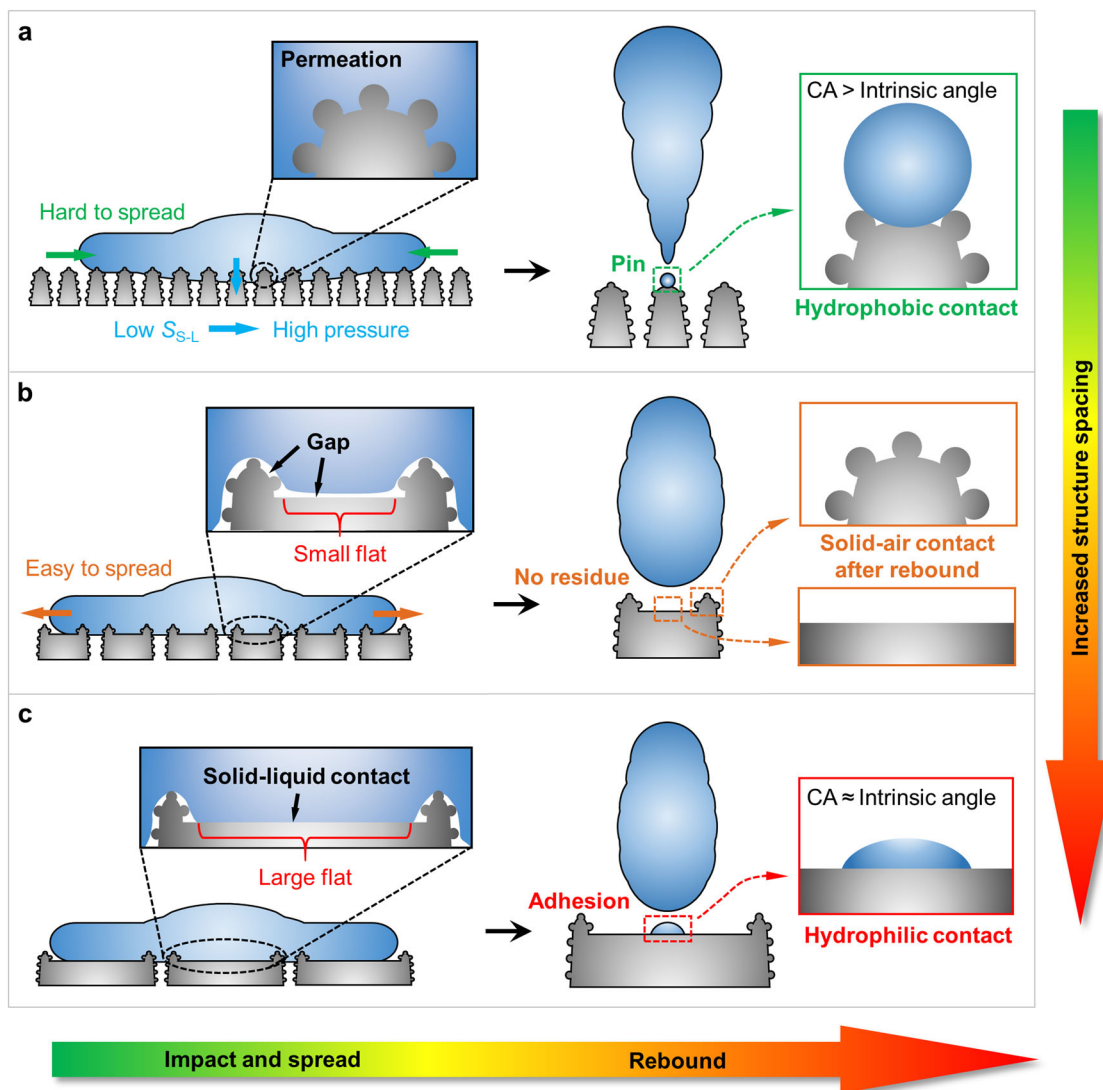 a
Permeation
Hard to spread
Low S_S-L → High pressure
Pin
CA > Intrinsic angle
Hydrophobic contact
b
Gap
Small flat
Easy to spread
No residue
Solid-air contact
after rebound
c
Solid-liquid contact
Large flat
Adhesion
CA ≈ Intrinsic angle
Hydrophilic contact
Increased structure spacing
Impact and spread
Rebound